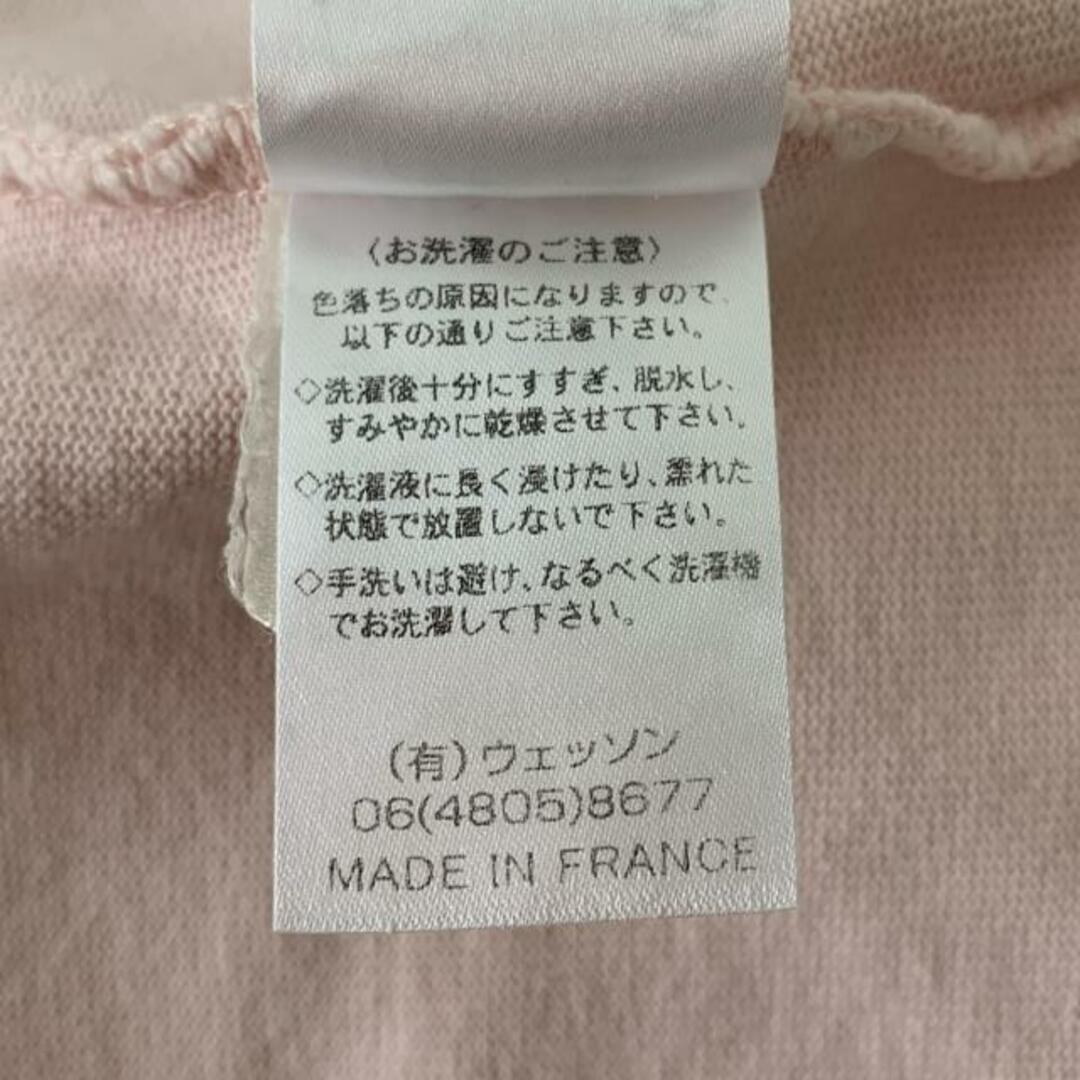 〈お洗濯のご注意〉
色落ちの原因になりますので、
以下の通りご注意下さい。
◇洗濯後十分にすすぎ、脱水し、
すみやかに乾燥させて下さい。
◇洗濯液に長く浸けたり、濡れた
状態で放置しないで下さい。
◇手洗いは避け、なるべく洗濯機
でお洗濯して下さい。
(有)ウェッソン
06(4805)8677
MADE IN FRANCE